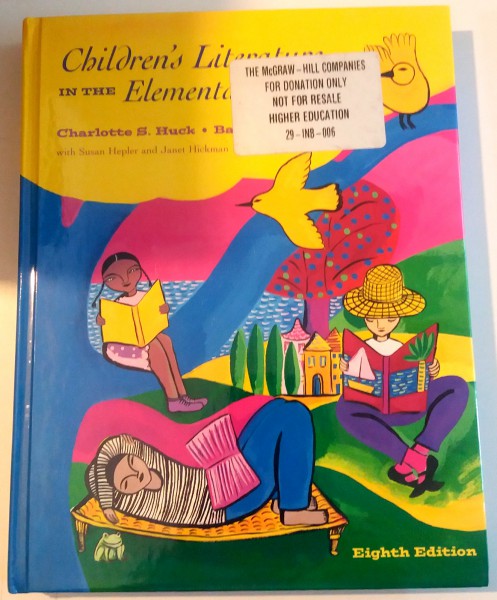 Children's Literature
IN THE Elementa
Charlotte S. Huck • Ba
with Susan Hepler and Janet Hickman
THE McGRAW-HILL COMPANIES
FOR DONATION ONLY
NOT FOR RESALE
HIGHER EDUCATION
29-INB-006
Eighth Edition